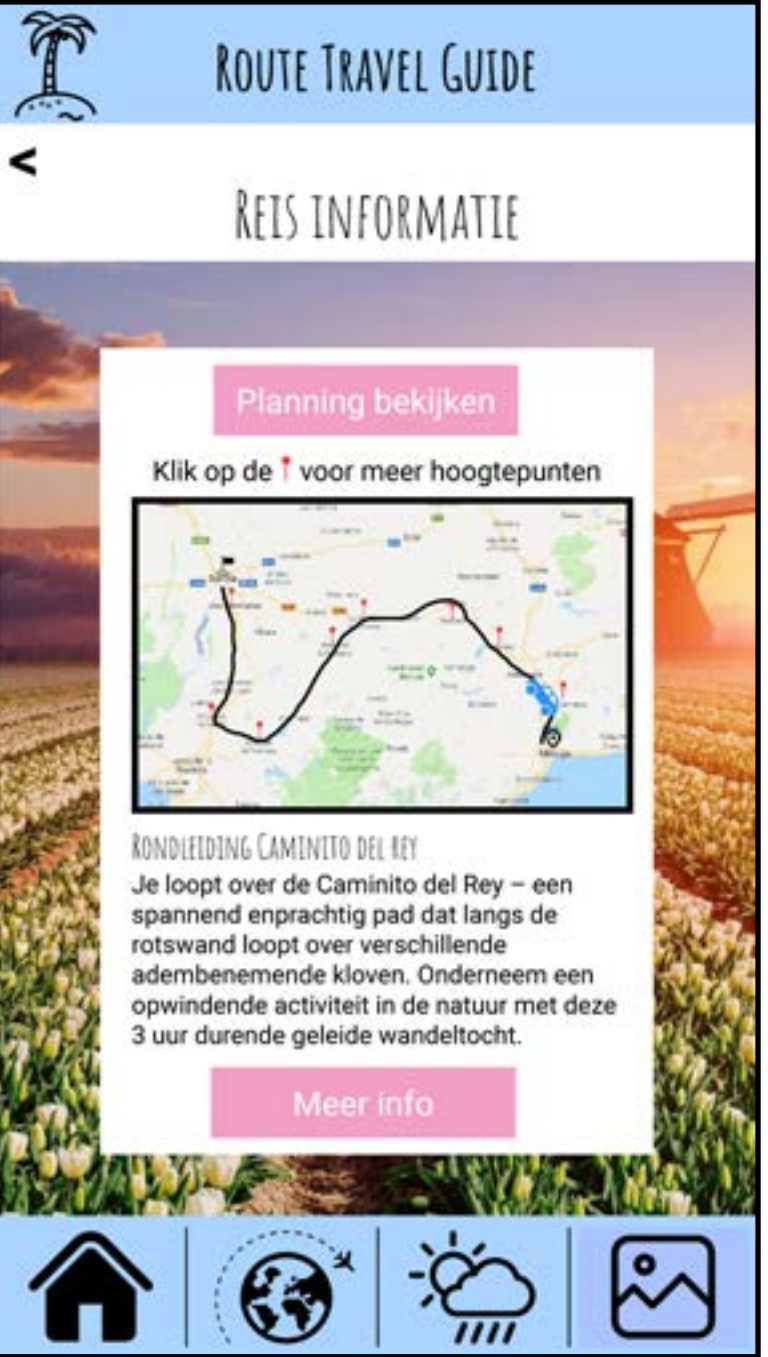 ROUTE TRAVEL GUIDE
<
REIS INFORMATIE
Planning bekijken
Klik op de voor meer hoogtepunten
RONDLEIDING CAMINITO DEL REY
Je loopt over de Caminito del Rey – een
spannend enprachtig pad dat langs de
rotswand loopt over verschillende
adembenemende kloven. Onderneem een
opwindende activiteit in de natuur met deze
3 uur durende geleide wandeltocht.
Meer info